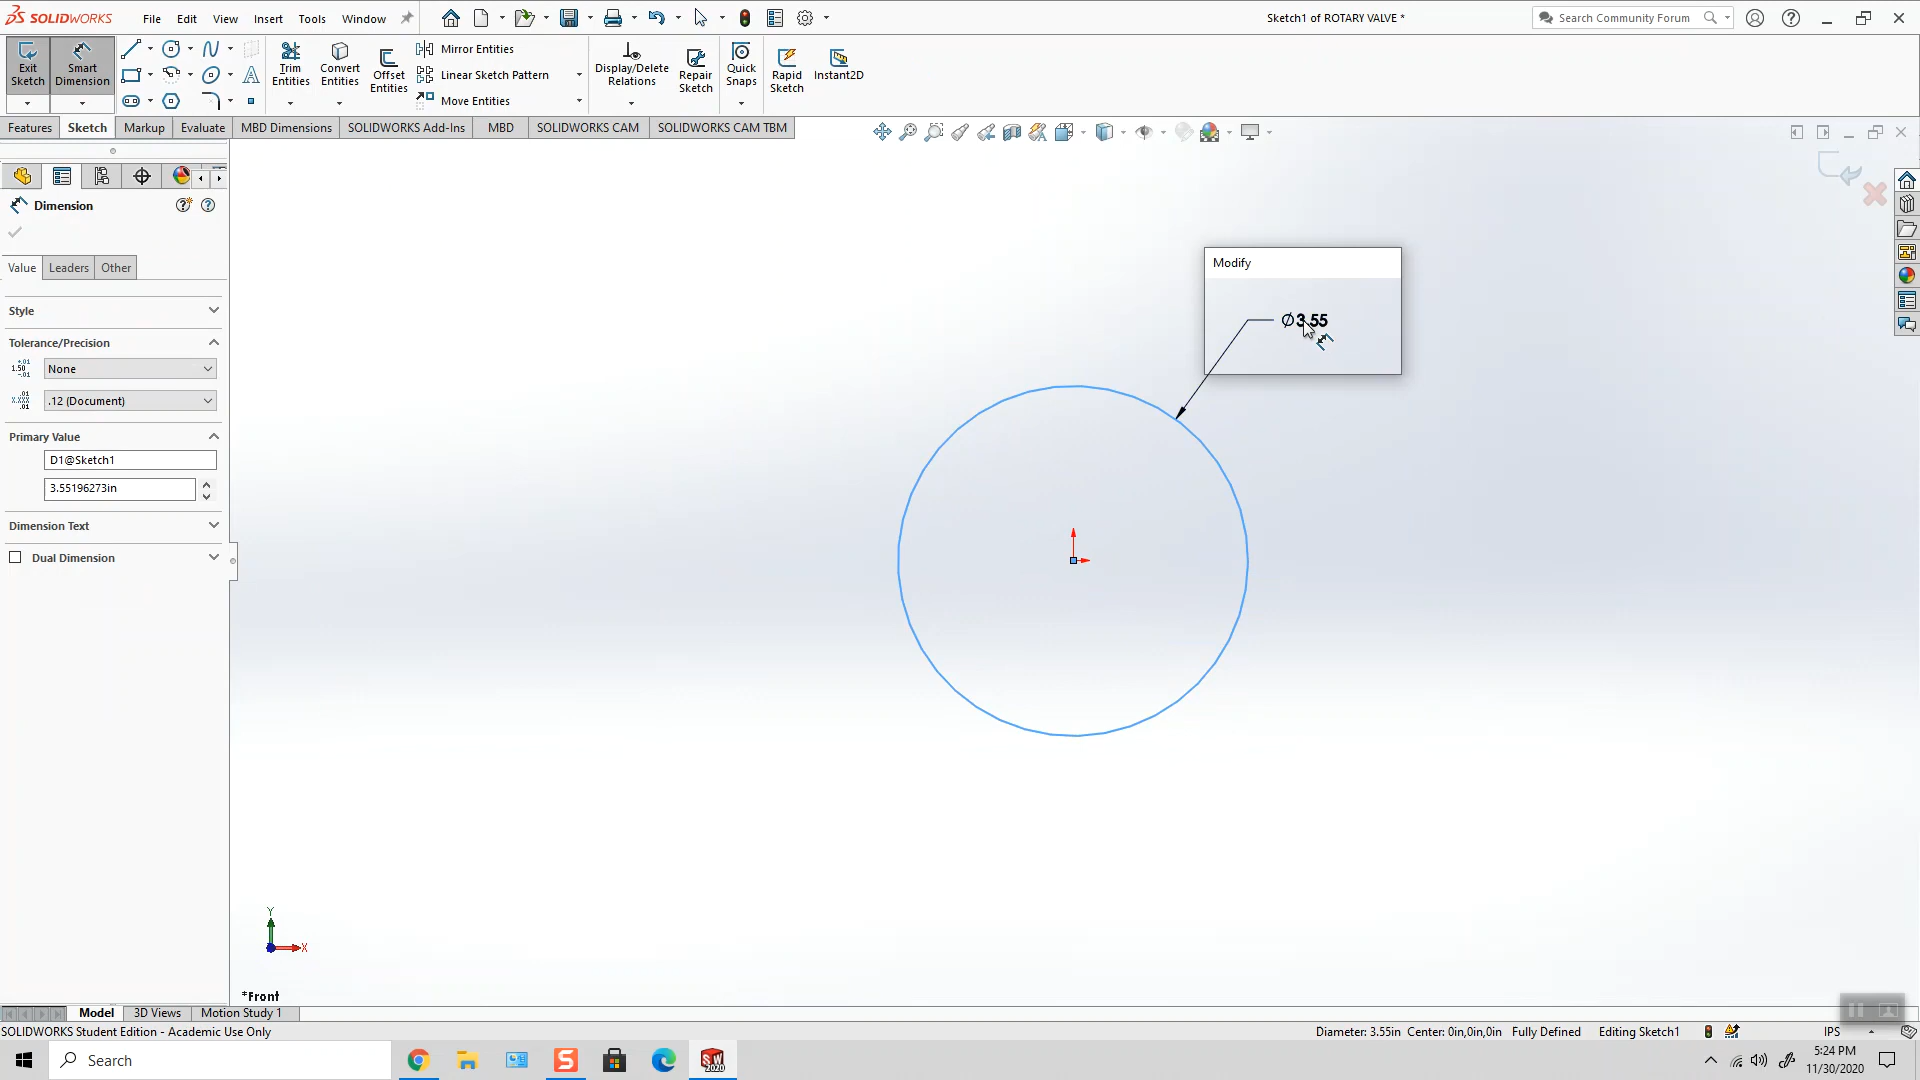 SOLIDWORKS File Edit View Insert Tools Window Sketch1 of ROTARY VALVE * Search Community Forum
Exit Sketch
Smart Dimension
Trim Entities
Convert Entities
Offset Entities
Mirror Entities
Linear Sketch Pattern
Move Entities
Display/Delete Relations
Repair Sketch
Quick Snaps
Rapid Sketch
Instant2D
Features Sketch Markup Evaluate MBD Dimensions SOLIDWORKS Add-Ins MBD SOLIDWORKS CAM SOLIDWORKS CAM TBM
Dimension
Value Leaders Other
Style
Tolerance/Precision
None
.12 (Document)
Primary Value
D1@Sketch1
3.55196273in
Dimension Text
Dual Dimension
Modify
Ø3.55
Y
X
*Front
Model 3D Views Motion Study 1
SOLIDWORKS Student Edition - Academic Use Only Diameter: 3.55in Center: 0in,0in,0in Fully Defined Editing Sketch1 IPS
Search
5:24 PM
11/30/2020